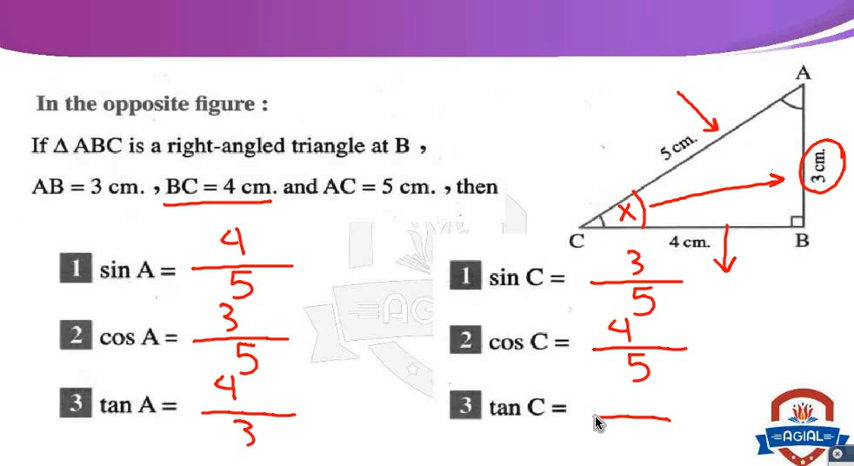 In the opposite figure :
If Δ ABC is a right-angled triangle at B ,
AB = 3 cm. , BC = 4 cm. and AC = 5 cm. , then
1 sin A = 4/5
2 cos A = 3/5
3 tan A = 4/3
1 sin C = 3/5
2 cos C = 4/5
3 tan C =
A
5 cm.
3 cm.
x
C
4 cm.
B
=AG
=AGIAL=